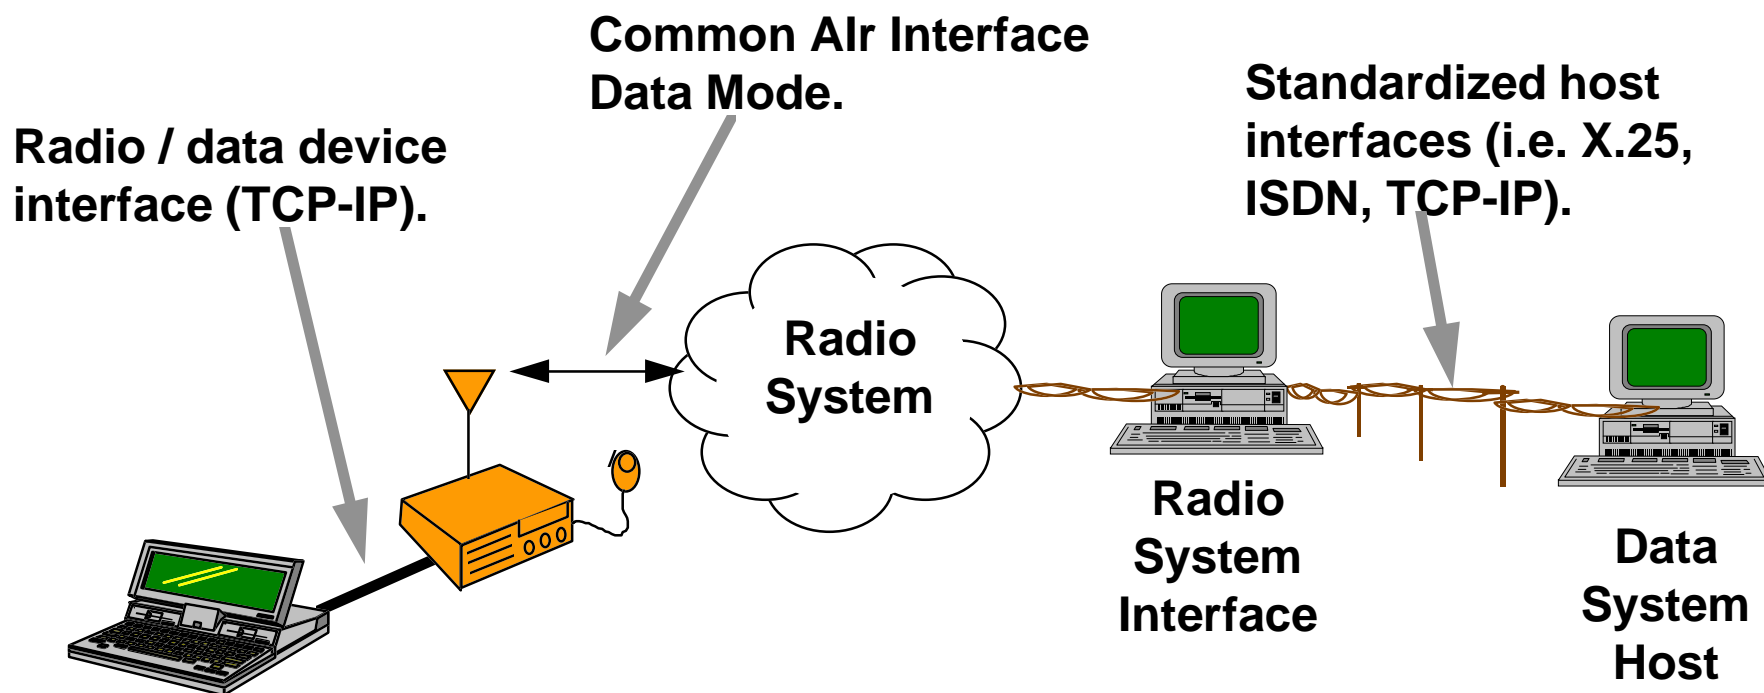 Common AIr Interface
Data Mode.
Standardized host
interfaces (i.e. X.25,
ISDN, TCP-IP).
Radio / data device
interface (TCP-IP).
Radio
System
Radio
System
Interface
Data
System
Host